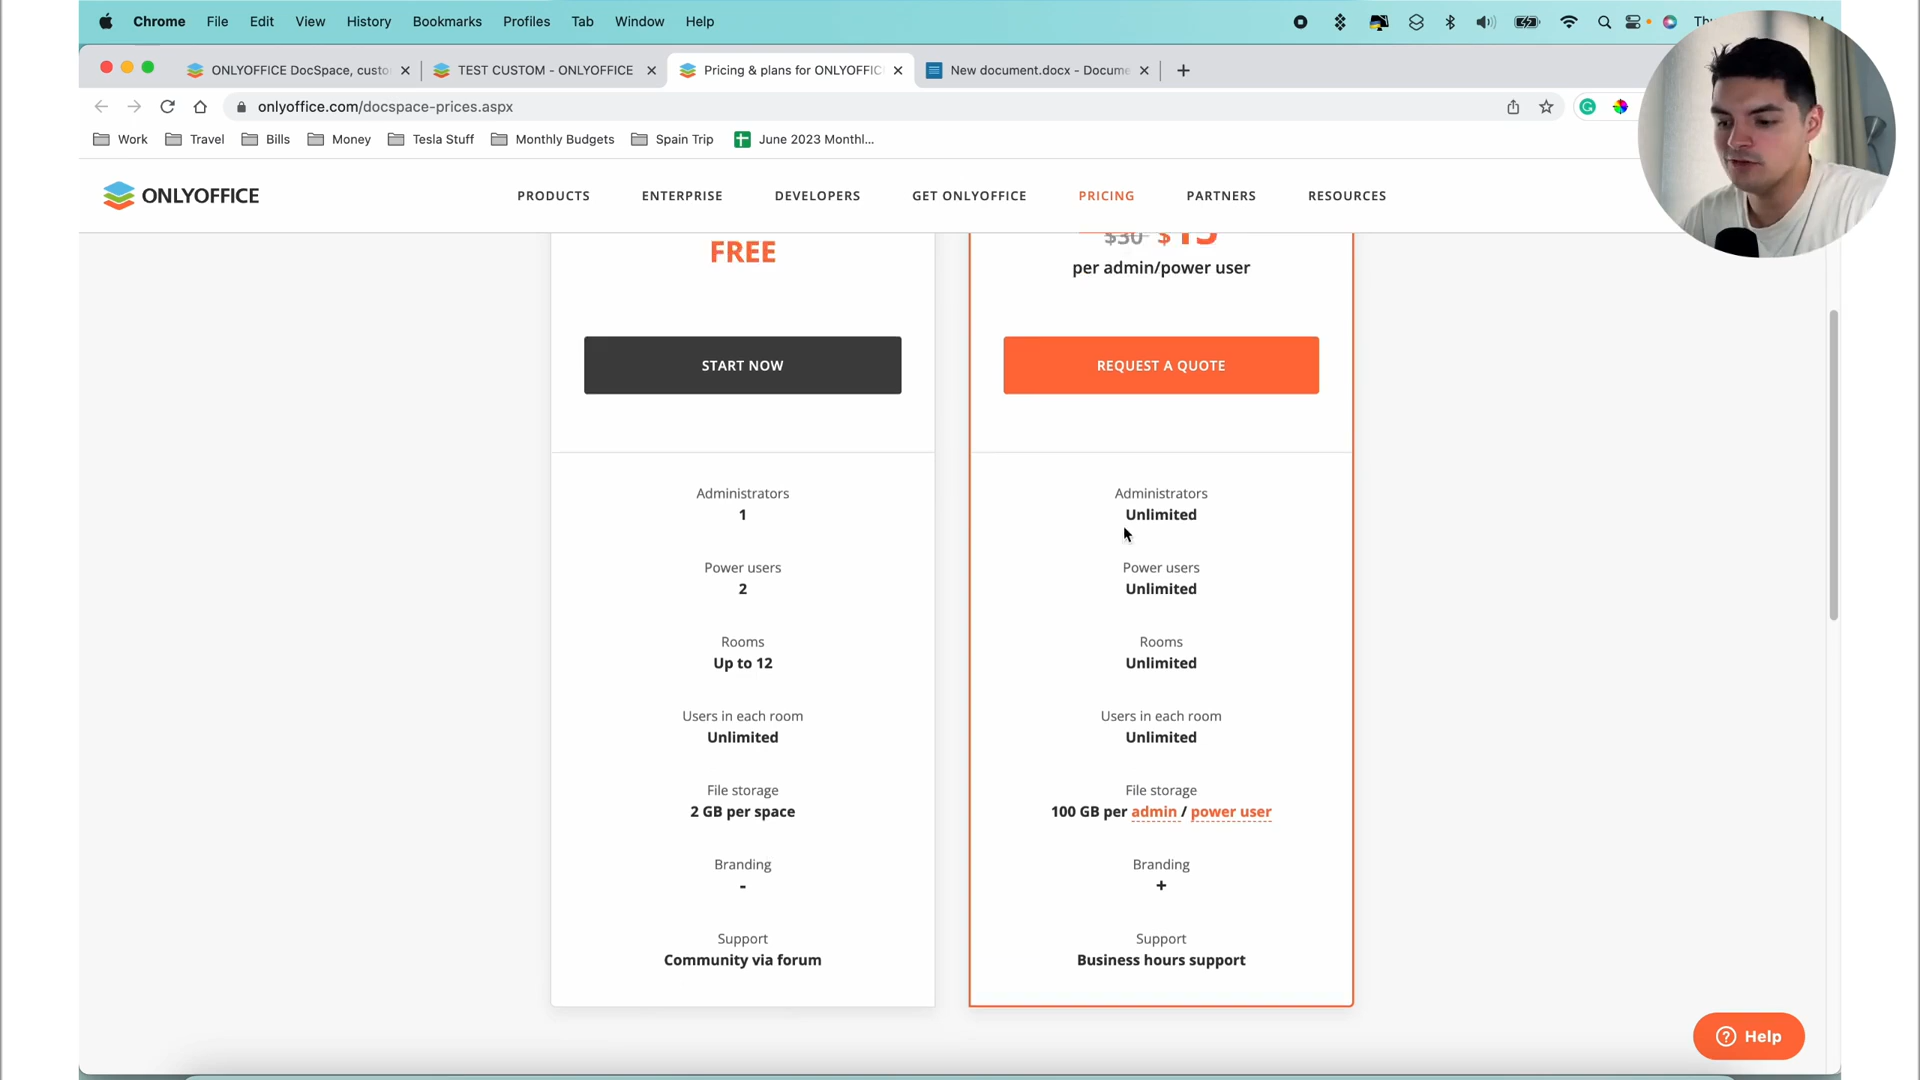 Chrome File Edit View History Bookmarks Profiles Tab Window Help
ONLYOFFICE DocSpace, custo
TEST CUSTOM - ONLYOFFICE
Pricing & plans for ONLYOFFIC
New document.docx - Docume
onlyoffice.com/docspace-prices.aspx
Work Travel Bills Money Tesla Stuff Monthly Budgets Spain Trip June 2023 Monthl...
ONLYOFFICE PRODUCTS ENTERPRISE DEVELOPERS GET ONLYOFFICE PRICING PARTNERS RESOURCES
FREE
START NOW
Administrators
1
Power users
2
Rooms
Up to 12
Users in each room
Unlimited
File storage
2 GB per space
Branding
-
Support
Community via forum
$30 $15
per admin/power user
REQUEST A QUOTE
Administrators
Unlimited
Power users
Unlimited
Rooms
Unlimited
Users in each room
Unlimited
File storage
100 GB per admin / power user
Branding
+
Support
Business hours support
Help